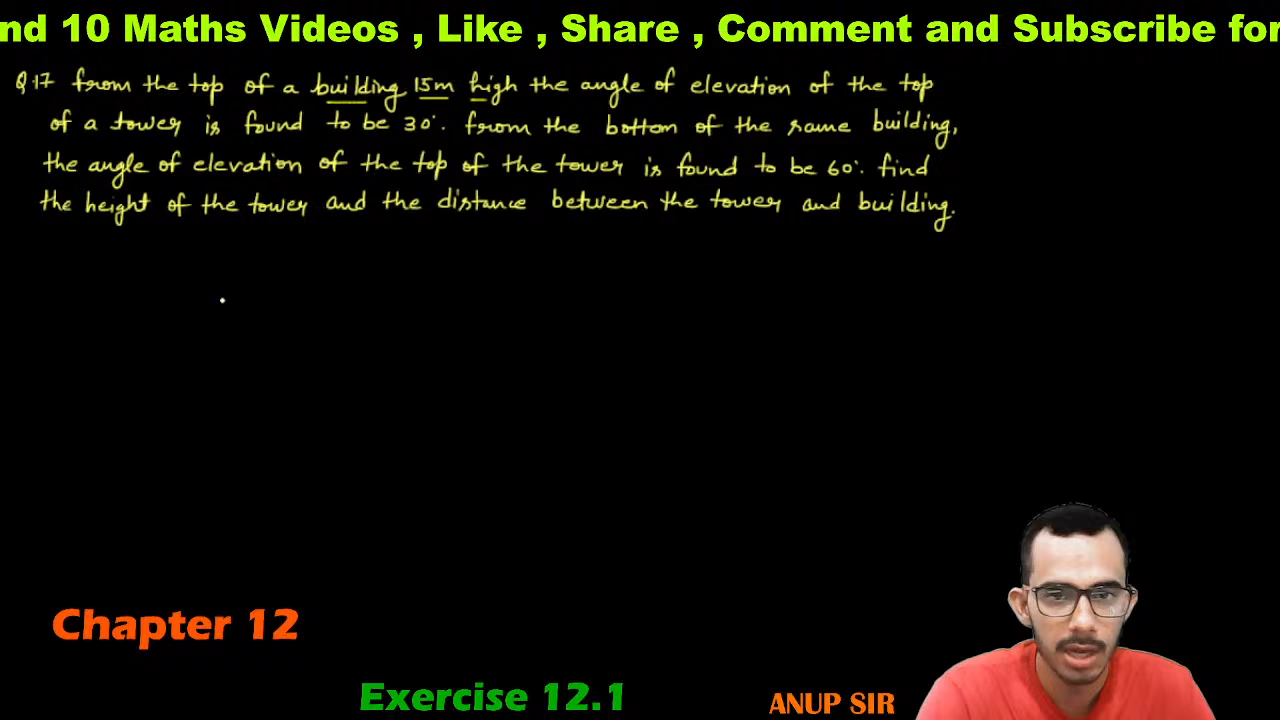 nd 10 Maths Videos , Like , Share , Comment and Subscribe for
Q 17 from the top of a building 15m high the angle of elevation of the top
of a tower is found to be 30°. from the bottom of the same building,
the angle of elevation of the top of the tower is found to be 60°. find
the height of the tower and the distance between the tower and building.
Chapter 12
Exercise 12.1
ANUP SIR